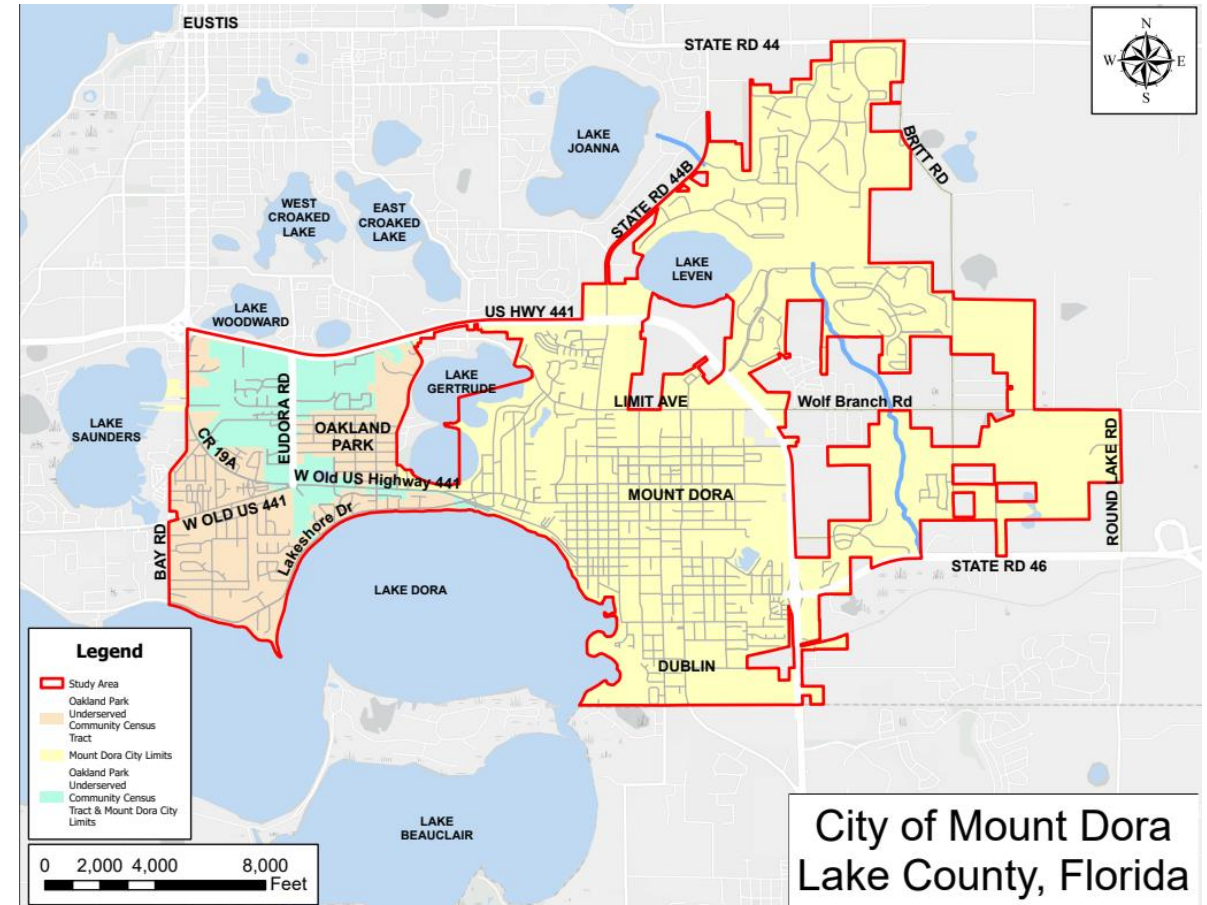 EUSTIS
STATE RD 44
N
W E
S
LAKE
JOANNA
BRITT RD
STATE RD 44B
WEST
CROAKED
LAKE
EAST
CROAKED
LAKE
LAKE
LEVEN
LAKE
WOODWARD
US HWY 441
LAKE
GERTRUDE
LIMIT AVE
Wolf Branch Rd
LAKE
SAUNDERS
CR 19A
EUDORA RD
OAKLAND
PARK
W Old US Highway 441
MOUNT DORA
ROUND LAKE RD
W OLD US 441
BAY RD
Lakeshore Dr
STATE RD 46
LAKE DORA
DUBLIN
Legend
Study Area
Oakland Park
Underserved
Community Census
Tract
Mount Dora City Limits
Oakland Park
Underserved
Community Census
Tract & Mount Dora City
Limits
LAKE
BEAUCLAIR
0 2,000 4,000 8,000
Feet
City of Mount Dora
Lake County, Florida